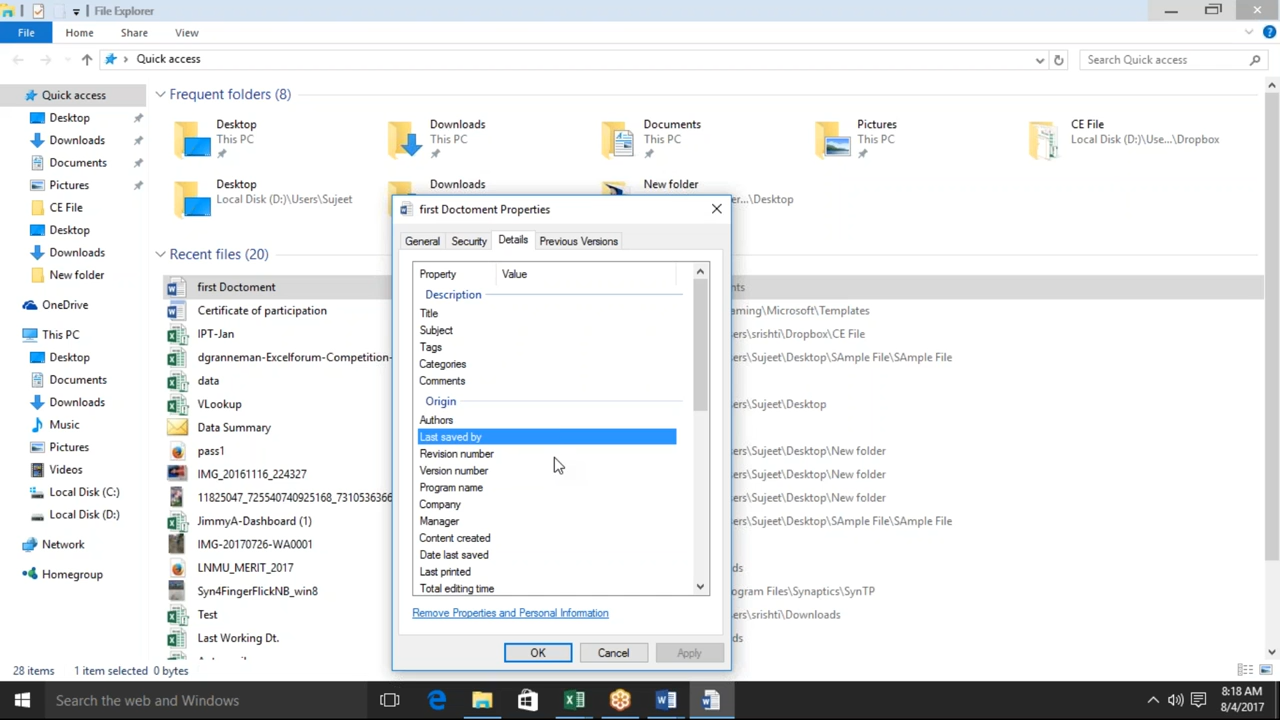 File Explorer
File Home Share View
Quick access Search Quick access
Quick access
Desktop
Downloads
Documents
Pictures
CE File
Desktop
Downloads
New folder
OneDrive
This PC
Desktop
Documents
Downloads
Music
Pictures
Videos
Local Disk (C:)
Local Disk (D:)
Network
Homegroup
Frequent folders (8)
Desktop
This PC
Downloads
This PC
Documents
This PC
Pictures
This PC
CE File
Local Disk (D:)\Use...\Dropbox
Desktop
Local Disk (D:)\Users\Sujeet
Downloads
New folder
...\Desktop
Recent files (20)
first Doctoment
Certificate of participation
IPT-Jan
dgranneman-Excelforum-Competition-
data
VLookup
Data Summary
pass1
IMG_20161116_224327
11825047_725540740925168_7310536366
JimmyA-Dashboard (1)
IMG-20170726-WA0001
LNMU_MERIT_2017
Syn4FingerFlickNB_win8
Test
Last Working Dt.
nts
aming\Microsoft\Templates
ers\srishti\Dropbox\CE File
ers\Sujeet\Desktop\SAmple File\SAmple File
ers\Sujeet\Desktop
ers\Sujeet\Desktop\New folder
ers\Sujeet\Desktop\New folder
ers\Sujeet\Desktop\New folder
ers\Sujeet\Desktop\SAmple File\SAmple File
ds
ogram Files\Synaptics\SynTP
ers\srishti\Downloads
ds
first Doctoment Properties
General Security Details Previous Versions
Property Value
Description
Title
Subject
Tags
Categories
Comments
Origin
Authors
Last saved by
Revision number
Version number
Program name
Company
Manager
Content created
Date last saved
Last printed
Total editing time
Remove Properties and Personal Information
OK Cancel Apply
28 items 1 item selected 0 bytes
Search the web and Windows
8:18 AM
8/4/2017